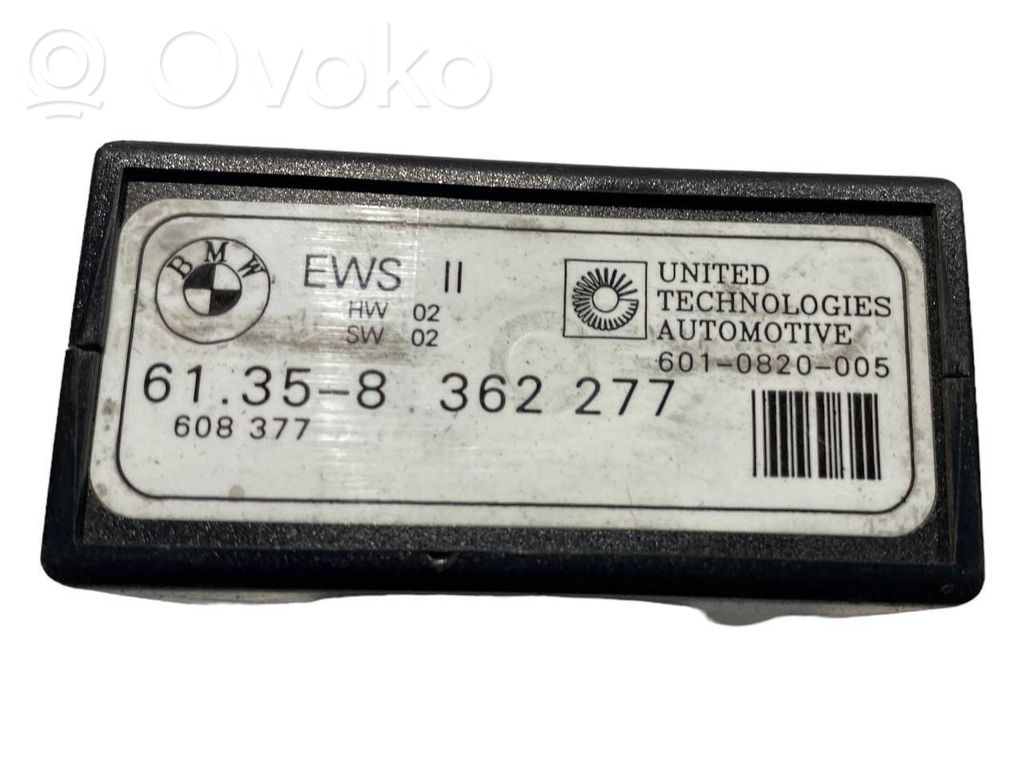 Ovoko
BMW
EWS II
HW 02
SW 02
UNITED
TECHNOLOGIES
AUTOMOTIVE
601-0820-005
61.35-8 362 277
608 377